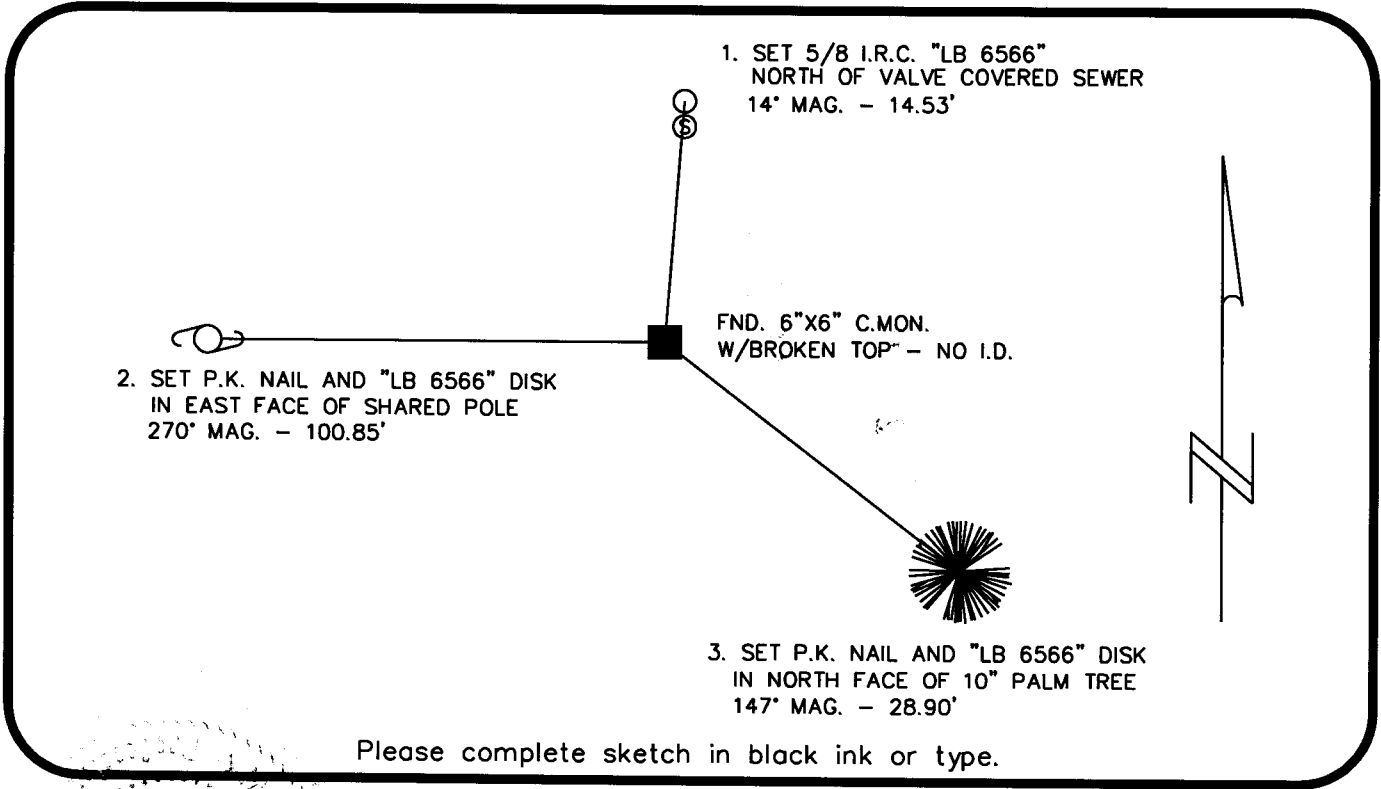 1. SET 5/8 I.R.C. "LB 6566"
NORTH OF VALVE COVERED SEWER
14° MAG. – 14.53'
S
FND. 6"X6" C.MON.
W/BROKEN TOP – NO I.D.
2. SET P.K. NAIL AND "LB 6566" DISK
IN EAST FACE OF SHARED POLE
270° MAG. – 100.85'
N
3. SET P.K. NAIL AND "LB 6566" DISK
IN NORTH FACE OF 10" PALM TREE
147° MAG. – 28.90'
Please complete sketch in black ink or type.